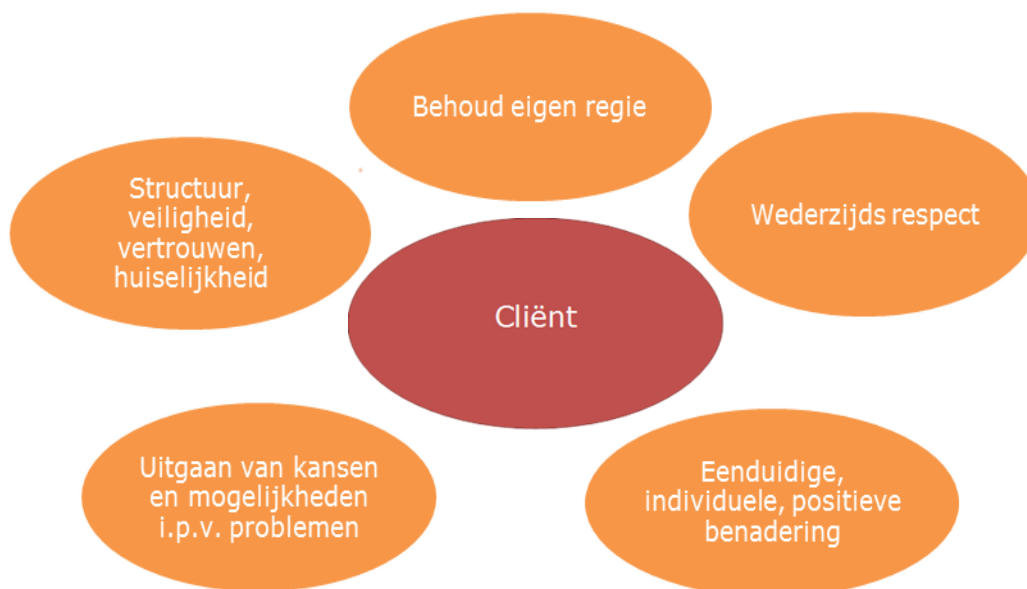 Behoud eigen regie
Structuur,
veiligheid,
vertrouwen,
huiselijkheid
Wederzijds respect
Cliënt
Uitgaan van kansen
en mogelijkheden
i.p.v. problemen
Eenduidige,
individuele, positieve
benadering